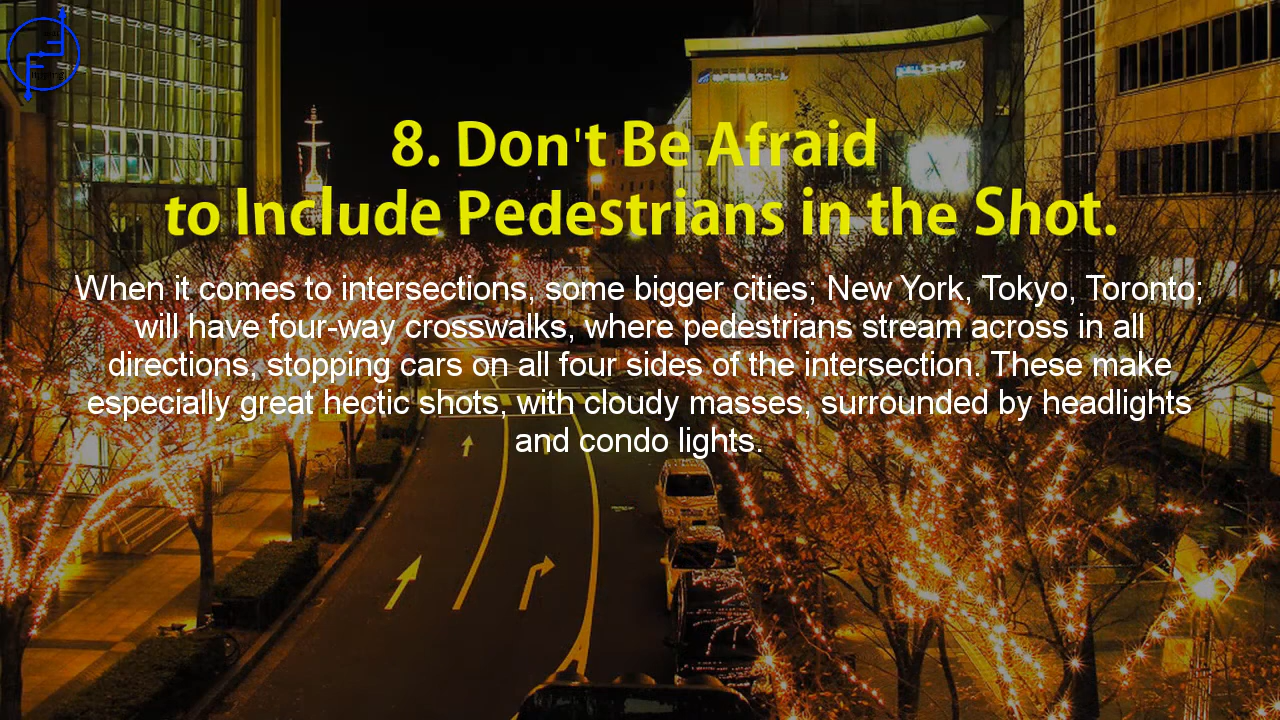 8. Don't Be Afraid
to Include Pedestrians in the Shot.
When it comes to intersections, some bigger cities; New York, Tokyo, Toronto;
will have four-way crosswalks, where pedestrians stream across in all
directions, stopping cars on all four sides of the intersection. These make
especially great hectic shots, with cloudy masses, surrounded by headlights
and condo lights.